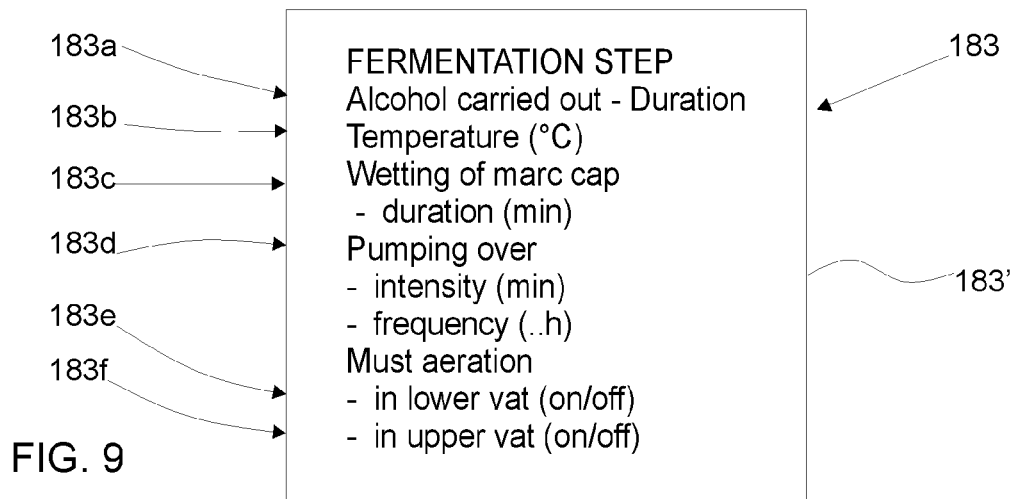 183a
183b
183c
183d
183e
183f
FERMENTATION STEP
Alcohol carried out - Duration
Temperature (°C)
Wetting of marc cap
- duration (min)
Pumping over
- intensity (min)
- frequency (..h)
Must aeration
- in lower vat (on/off)
- in upper vat (on/off)
183
183'
FIG. 9